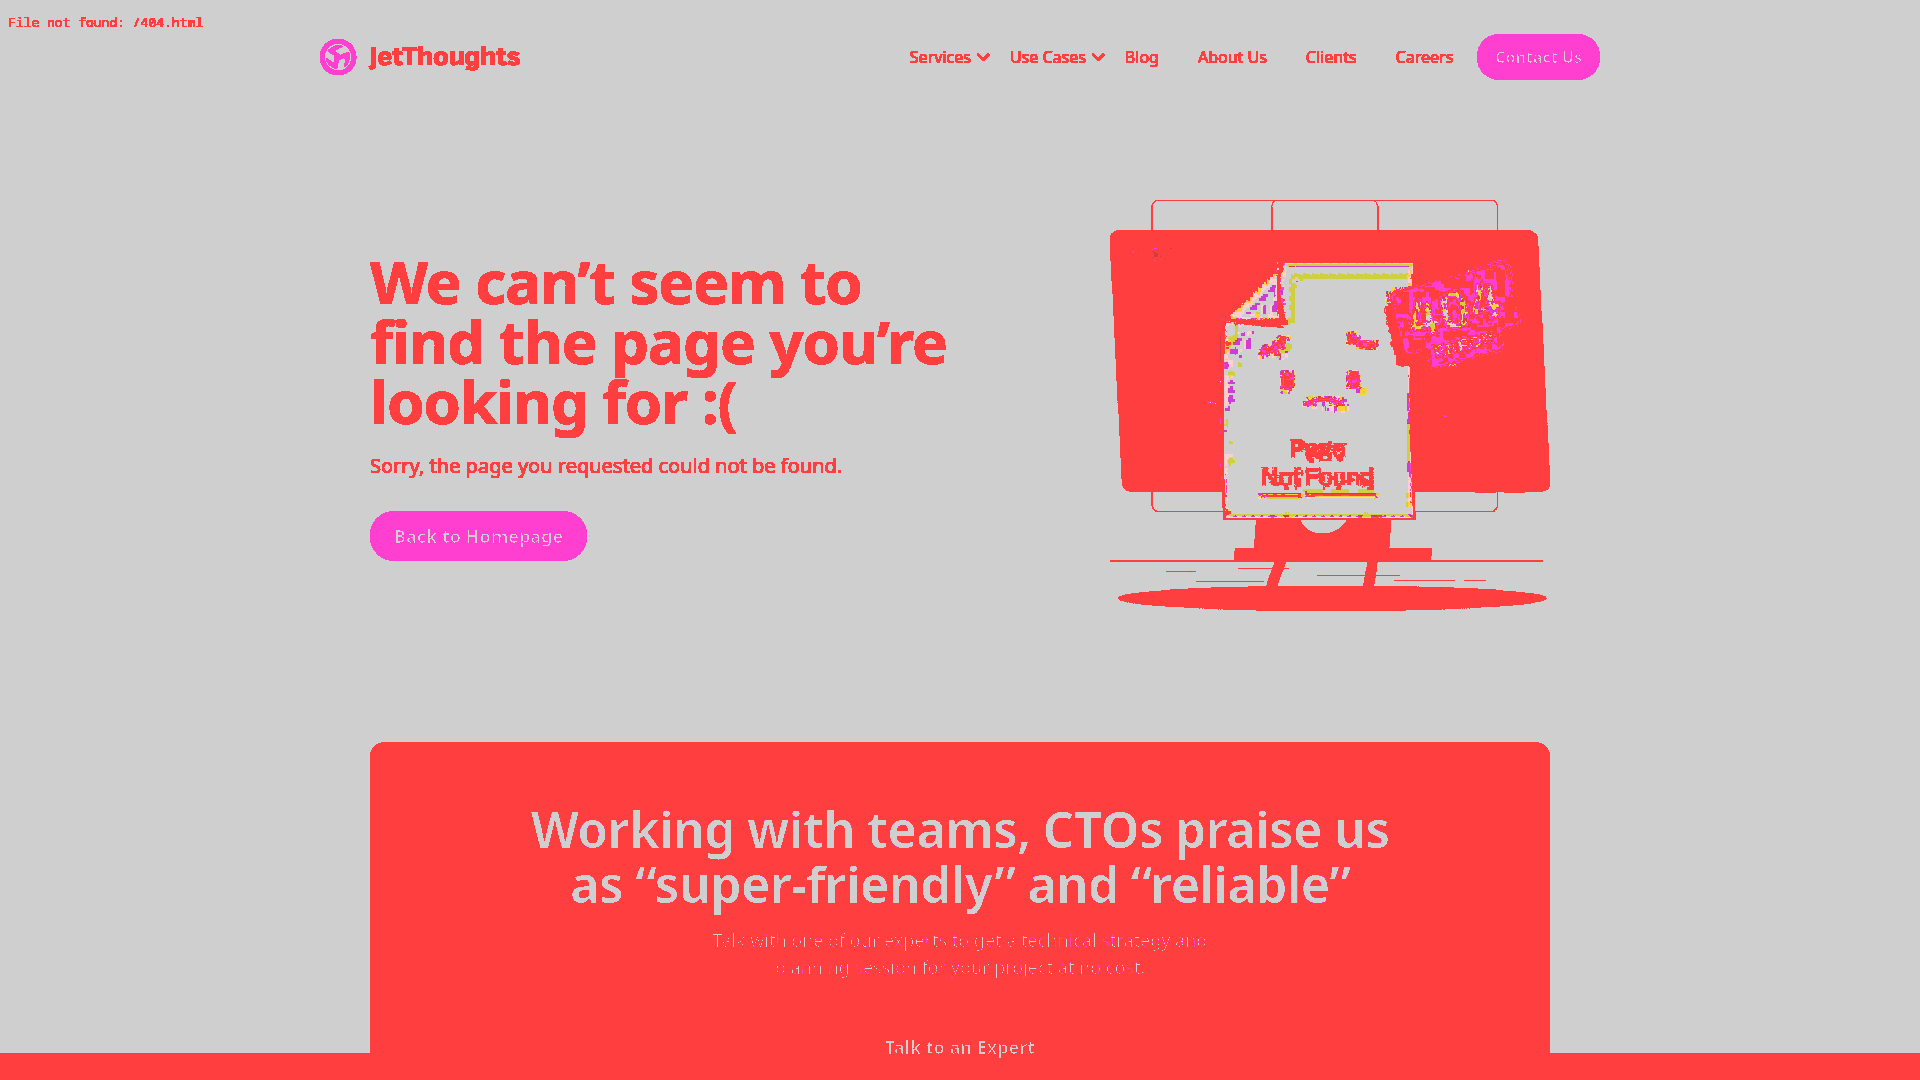 File not found: /404.html
JetThoughts
Services
Use Cases
Blog
About Us
Clients
Careers
Contact Us
We can’t seem to
find the page you’re
looking for :(
Sorry, the page you requested could not be found.
Back to Homepage
404
Page
Not Found
Working with teams, CTOs praise us
as “super-friendly” and “reliable”
Talk with one of our experts to get a technical strategy and
planning session for your project at no cost.
Talk to an Expert